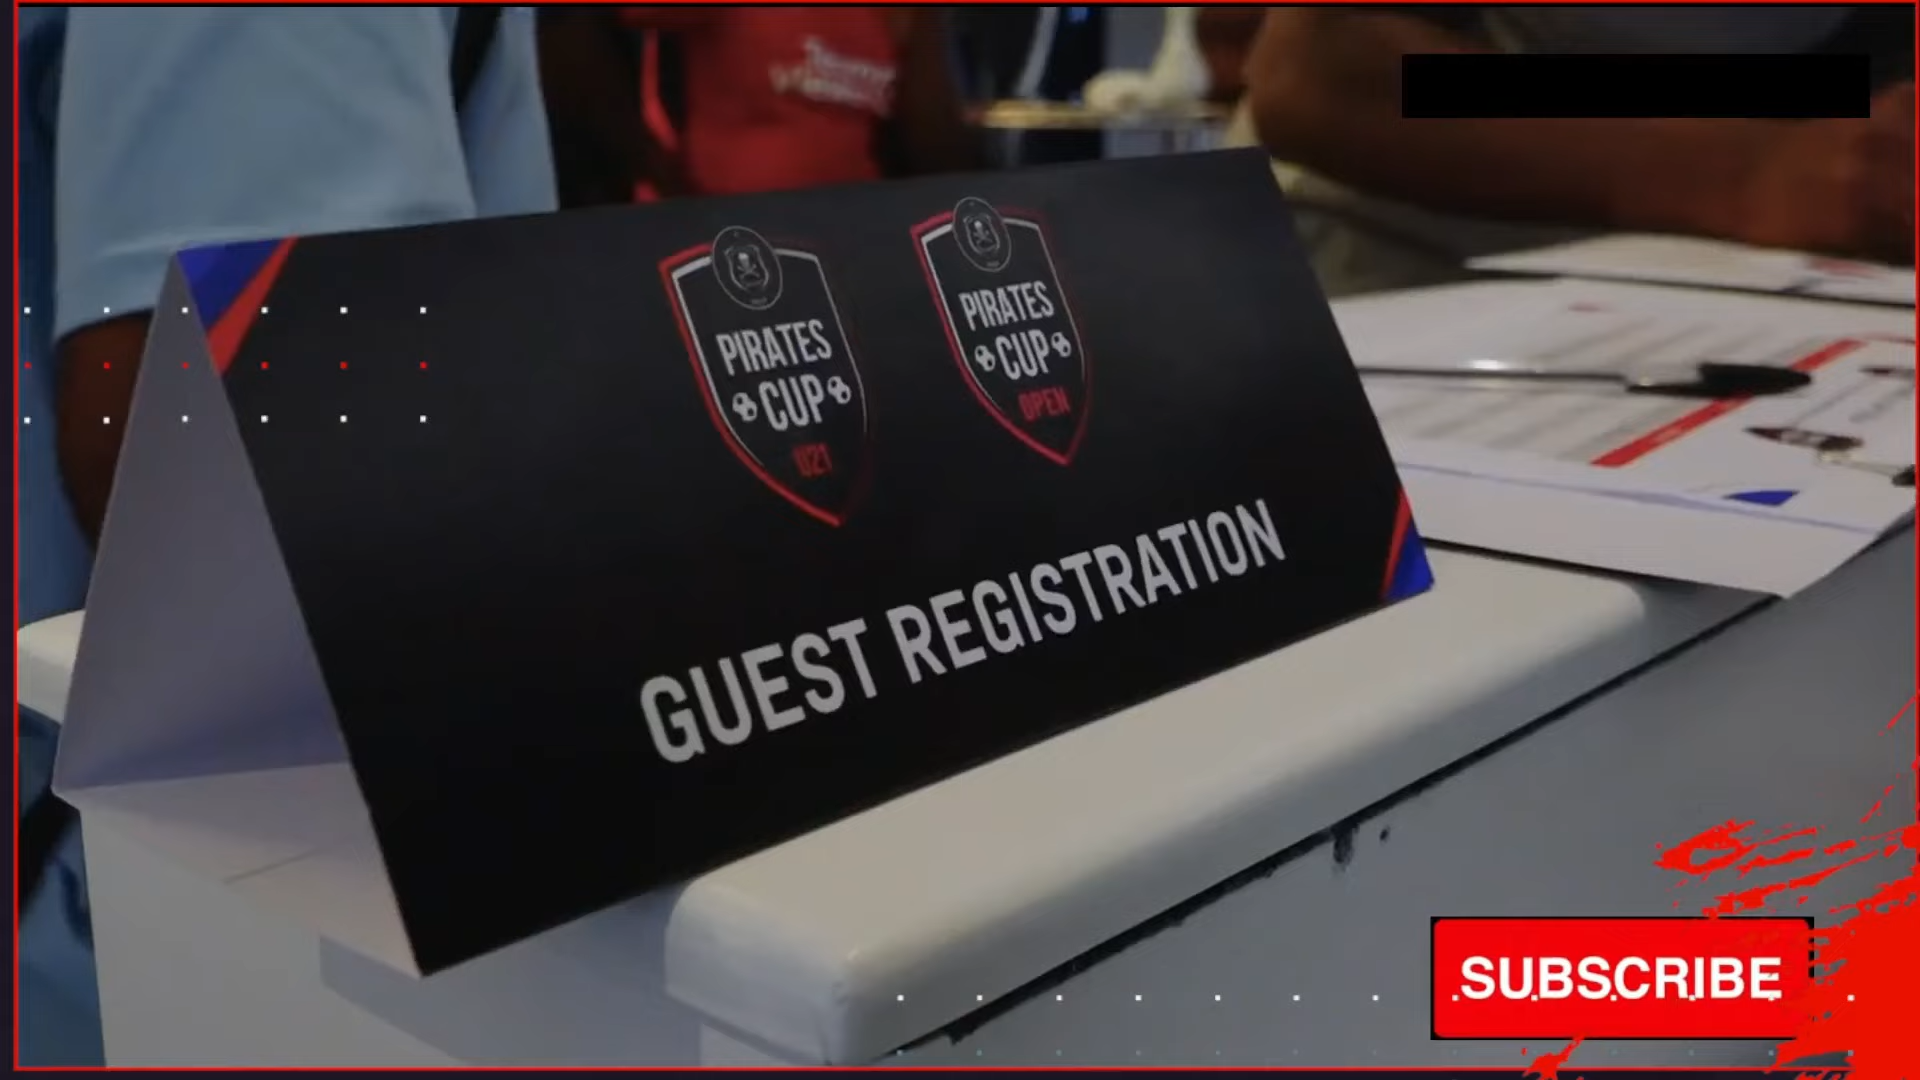 PIRATES
CUP
U21
PIRATES
CUP
OPEN
GUEST REGISTRATION
SUBSCRIBE